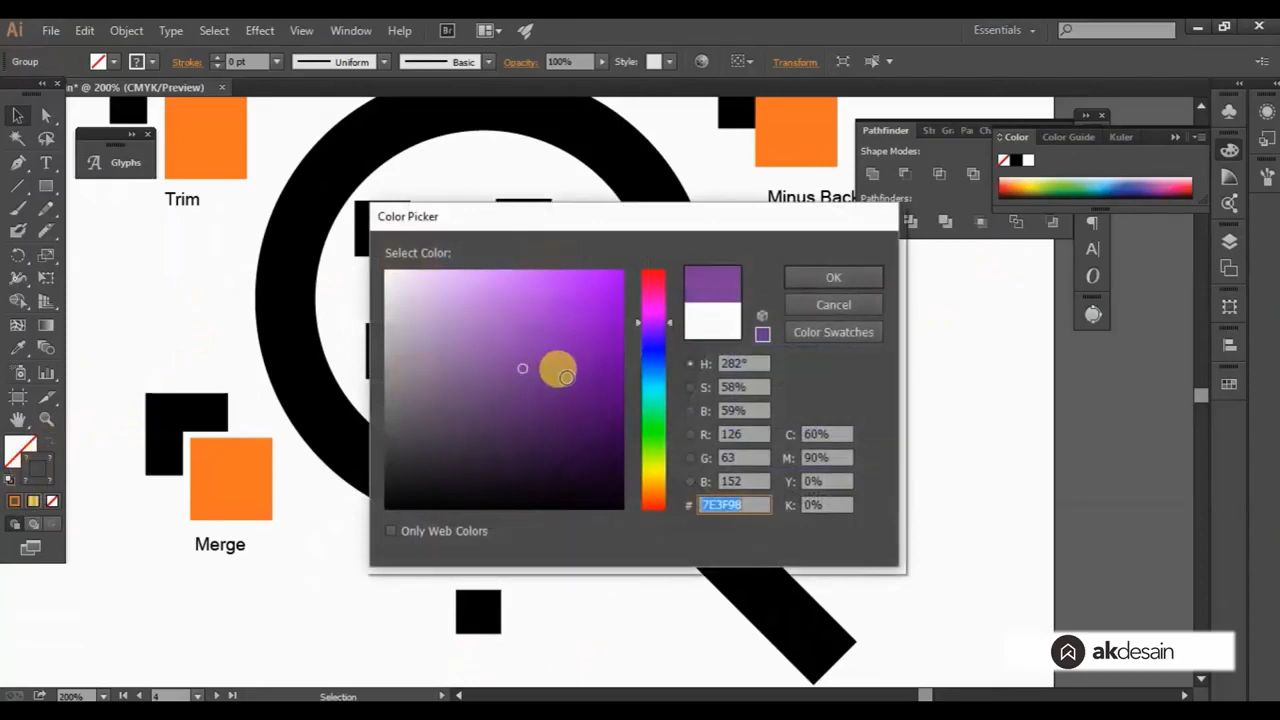 Ai File Edit Object Type Select Effect View Window Help Br Essentials
Group Stroke: 0 pt Uniform Basic Opacity: 100% Style: Transform
n* @ 200% (CMYK/Preview) ×
A Glyphs
Trim
Minus Back
Pathfinder Color Color Guide Kuler
Shape Modes:
Pathfinders:
Color Picker
Select Color:
OK
Cancel
Color Swatches
H: 282°
S: 58%
B: 59%
R: 126 C: 60%
G: 63 M: 90%
B: 152 Y: 0%
# 7E3F98 K: 0%
Only Web Colors
Merge
akdesain
200% 4 Selection